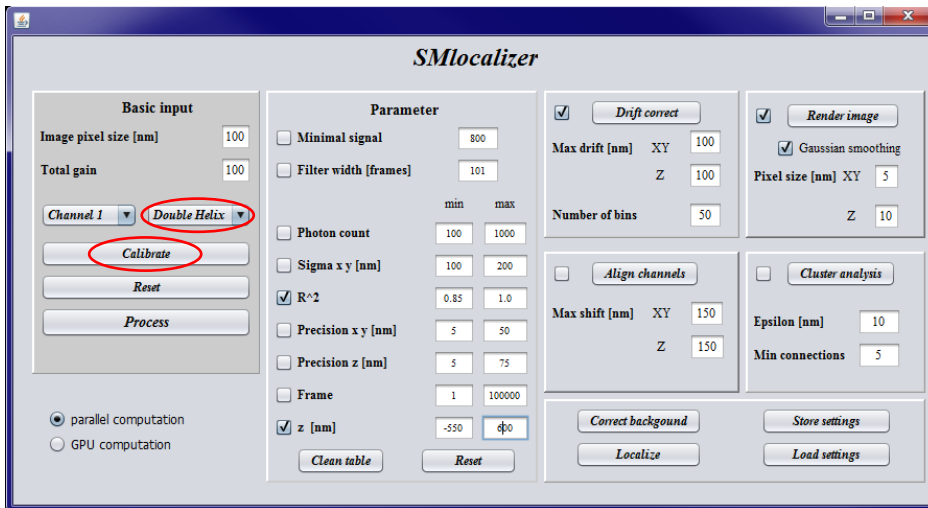 SMlocalizer
Basic input
Image pixel size [nm] 100
Total gain 100
Channel 1 Double Helix
Calibrate
Reset
Process
parallel computation
GPU computation
Parameter
Minimal signal 800
Filter width [frames] 101
min max
Photon count 100 1000
Sigma x y [nm] 100 200
R^2 0.85 1.0
Precision x y [nm] 5 50
Precision z [nm] 5 75
Frame 1 100000
z [nm] -550 600
Clean table Reset
Drift correct
Max drift [nm] XY 100
Z 100
Number of bins 50
Align channels
Max shift [nm] XY 150
Z 150
Render image
Gaussian smoothing
Pixel size [nm] XY 5
Z 10
Cluster analysis
Epsilon [nm] 10
Min connections 5
Correct backgound Store settings
Localize Load settings